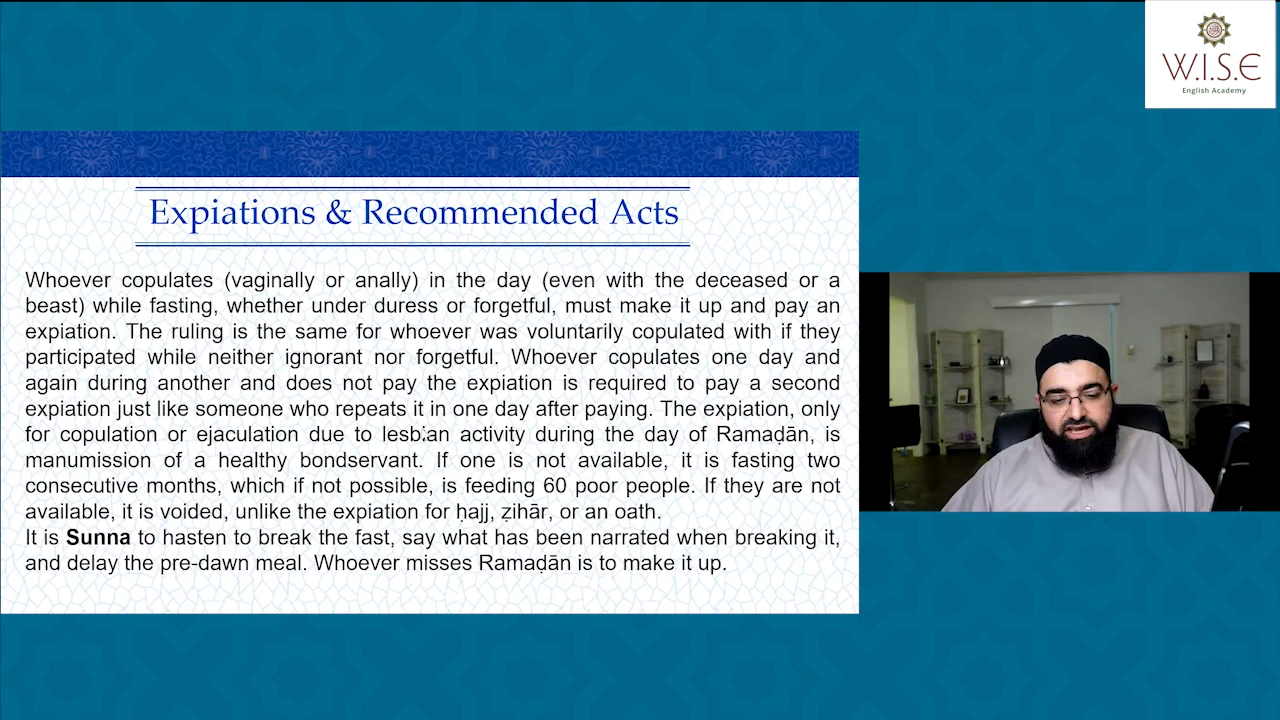 W.I.S.E
English Academy
Expiations & Recommended Acts
Whoever copulates (vaginally or anally) in the day (even with the deceased or a
beast) while fasting, whether under duress or forgetful, must make it up and pay an
expiation. The ruling is the same for whoever was voluntarily copulated with if they
participated while neither ignorant nor forgetful. Whoever copulates one day and
again during another and does not pay the expiation is required to pay a second
expiation just like someone who repeats it in one day after paying. The expiation, only
for copulation or ejaculation due to lesbian activity during the day of Ramaḍān, is
manumission of a healthy bondservant. If one is not available, it is fasting two
consecutive months, which if not possible, is feeding 60 poor people. If they are not
available, it is voided, unlike the expiation for ḥajj, ẓihār, or an oath.
It is Sunna to hasten to break the fast, say what has been narrated when breaking it,
and delay the pre-dawn meal. Whoever misses Ramaḍān is to make it up.